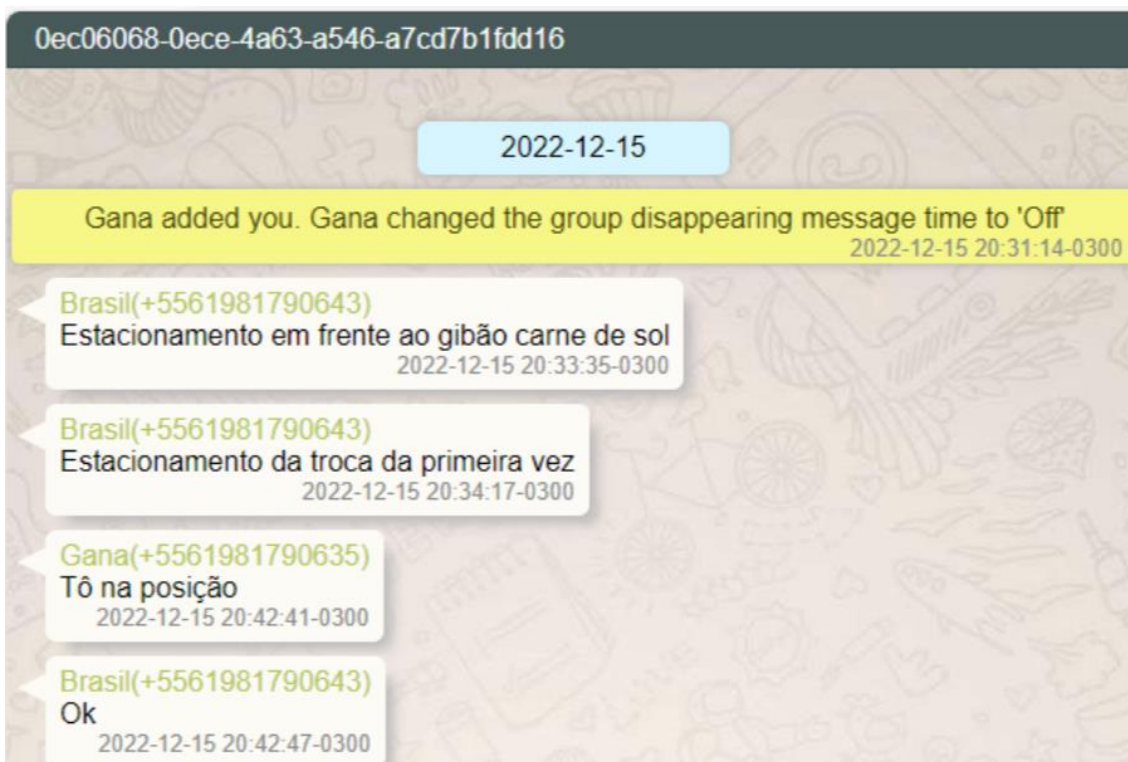 0ec06068-0ece-4a63-a546-a7cd7b1fdd16
2022-12-15
Gana added you. Gana changed the group disappearing message time to 'Off'
2022-12-15 20:31:14-0300
Brasil(+5561981790643)
Estacionamento em frente ao gibão carne de sol
2022-12-15 20:33:35-0300
Brasil(+5561981790643)
Estacionamento da troca da primeira vez
2022-12-15 20:34:17-0300
Gana(+5561981790635)
Tô na posição
2022-12-15 20:42:41-0300
Brasil(+5561981790643)
Ok
2022-12-15 20:42:47-0300